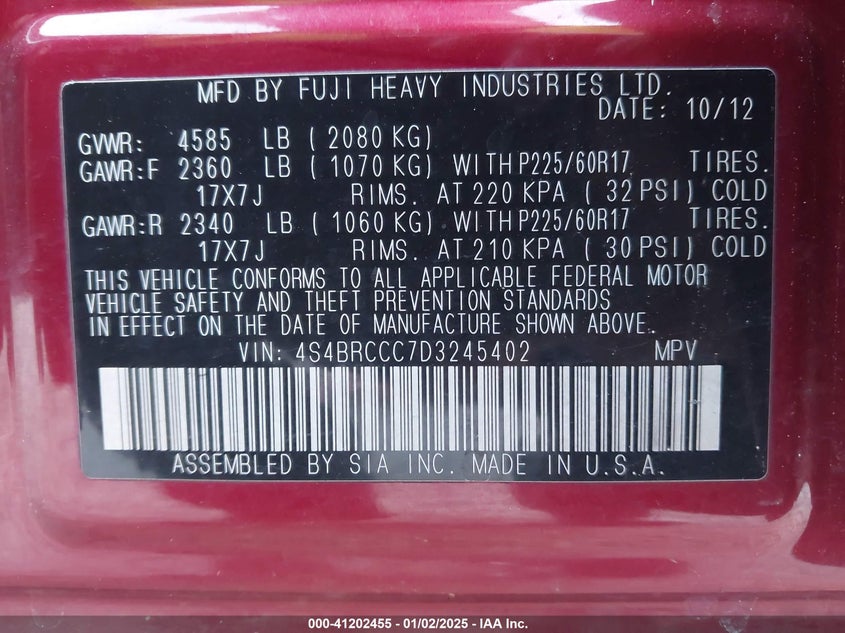 MFD BY FUJI HEAVY INDUSTRIES LTD.
DATE: 10/12
GVWR: 4585 LB ( 2080 KG)
GAWR:F 2360 LB ( 1070 KG) WITH P225/60R17 TIRES.
17X7J RIMS. AT 220 KPA ( 32 PSI) COLD
GAWR:R 2340 LB ( 1060 KG) WITH P225/60R17 TIRES.
17X7J RIMS. AT 210 KPA ( 30 PSI) COLD
THIS VEHICLE CONFORMS TO ALL APPLICABLE FEDERAL MOTOR
VEHICLE SAFETY AND THEFT PREVENTION STANDARDS
IN EFFECT ON THE DATE OF MANUFACTURE SHOWN ABOVE.
VIN: 4S4BRCCC7D3245402 MPV
ASSEMBLED BY SIA INC. MADE IN U.S.A.
000-41202455 - 01/02/2025 - IAA Inc.